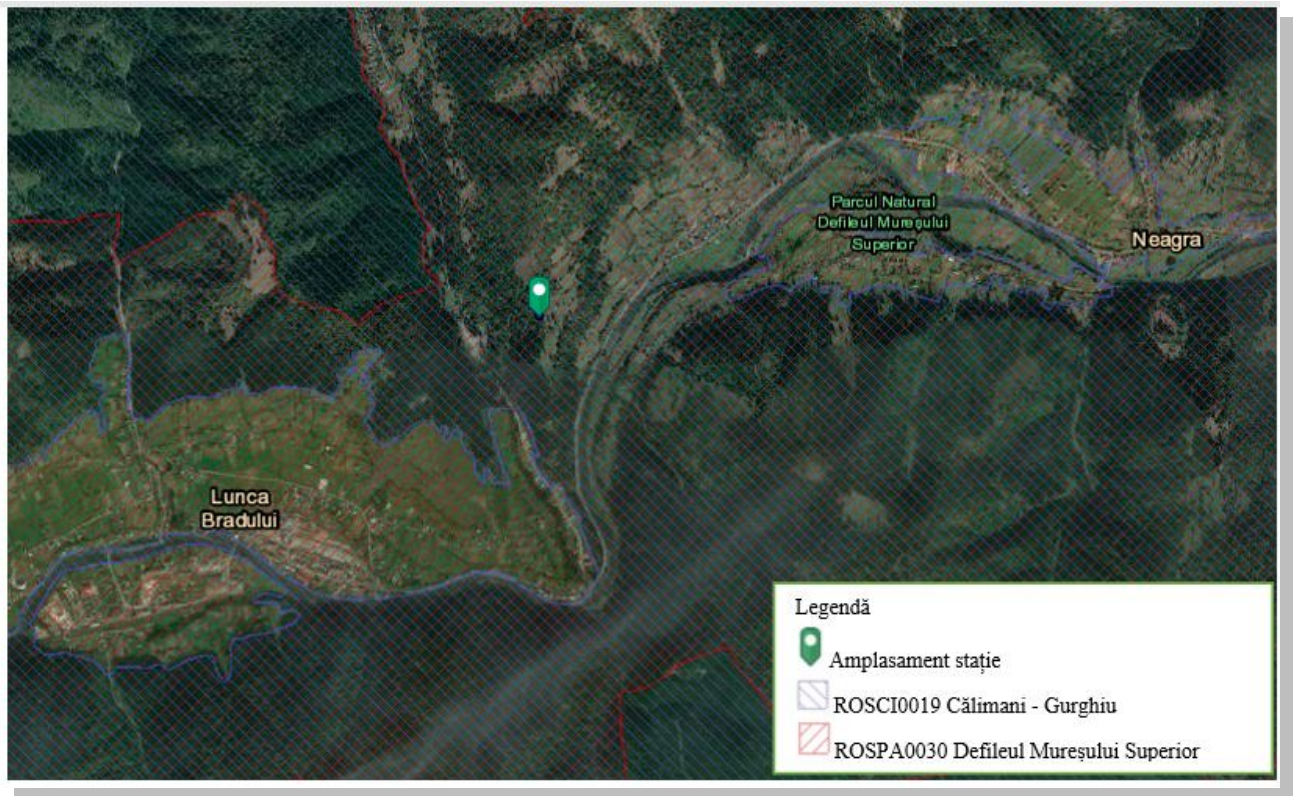 Parcul Natural
Defileul Mureșului
Superior
Neagra
Lunca
Bradului
Legendă
Amplasament stație
ROSCI0019 Călimani - Gurghiu
ROSPA0030 Defileul Mureșului Superior